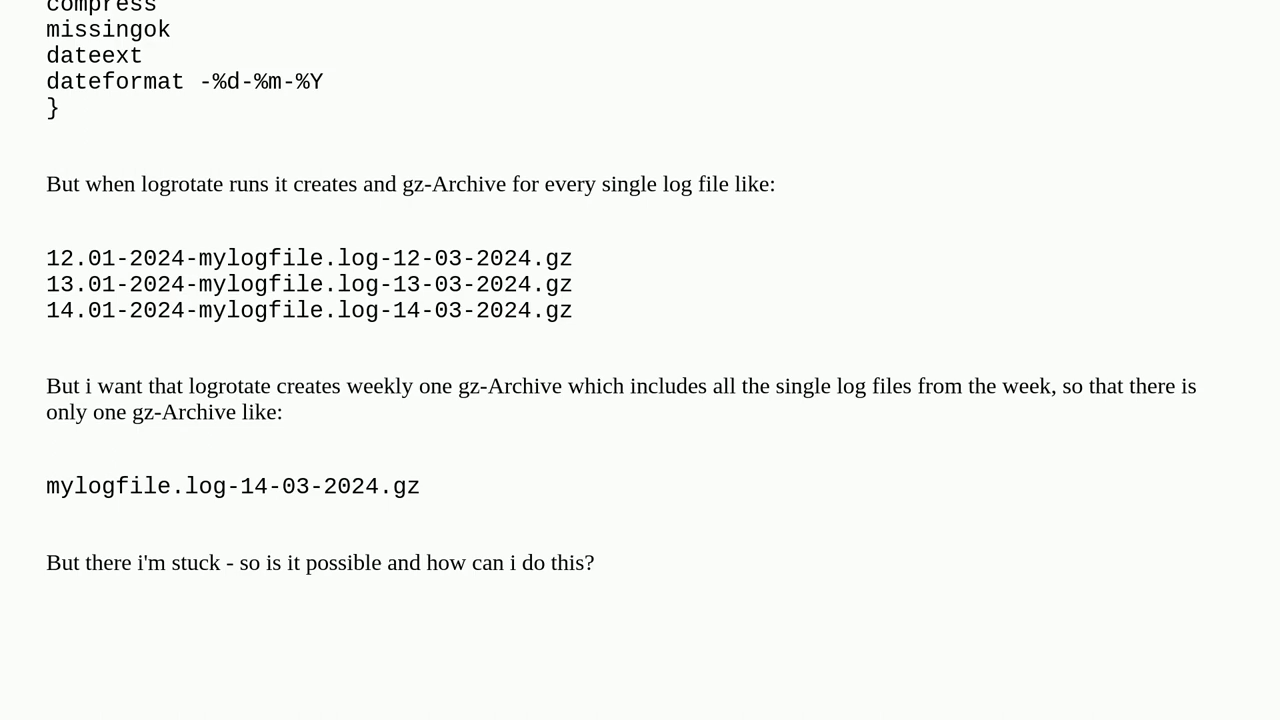 compress
missingok
dateext
dateformat -%d-%m-%Y
}
But when logrotate runs it creates and gz-Archive for every single log file like:
12.01-2024-mylogfile.log-12-03-2024.gz
13.01-2024-mylogfile.log-13-03-2024.gz
14.01-2024-mylogfile.log-14-03-2024.gz
But i want that logrotate creates weekly one gz-Archive which includes all the single log files from the week, so that there is
only one gz-Archive like:
mylogfile.log-14-03-2024.gz
But there i'm stuck - so is it possible and how can i do this?